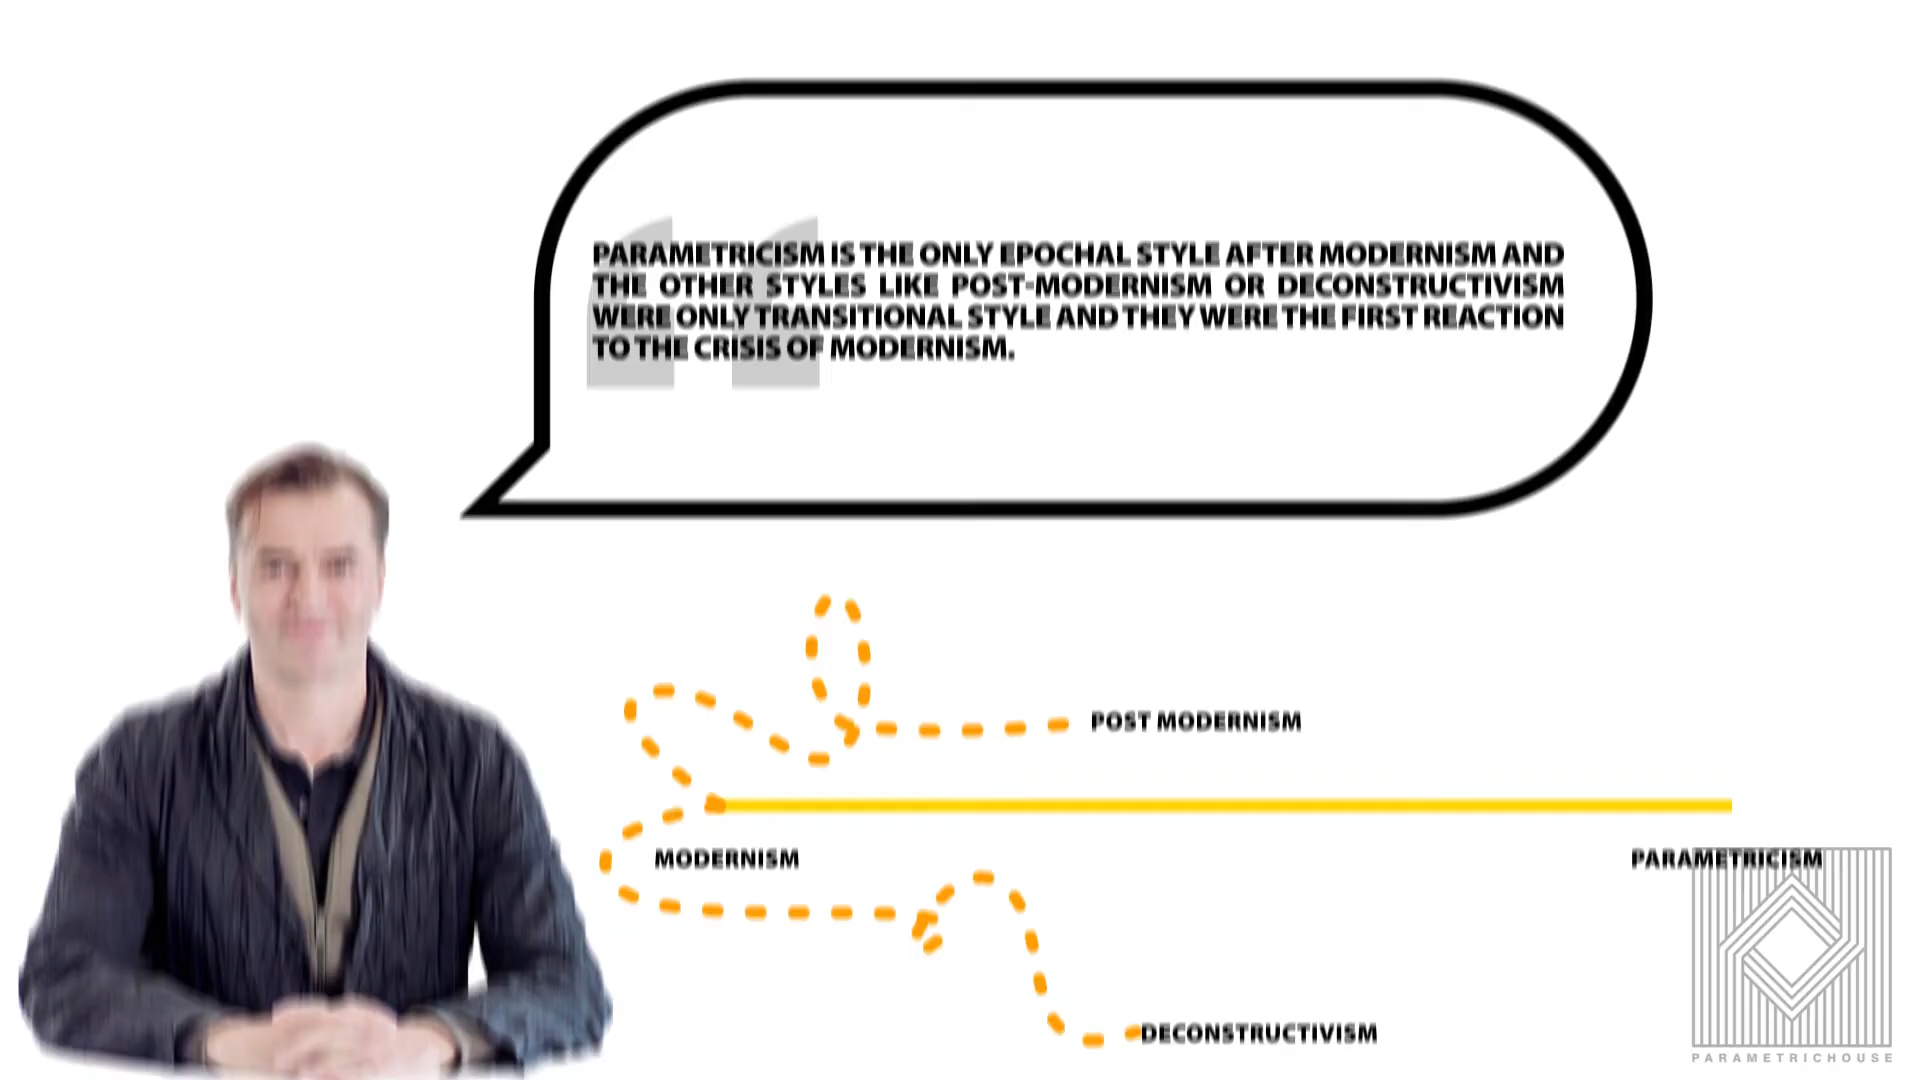 PARAMETRICISM IS THE ONLY EPOCHAL STYLE AFTER MODERNISM AND
THE OTHER STYLES LIKE POST-MODERNISM OR DECONSTRUCTIVISM
WERE ONLY TRANSITIONAL STYLE AND THEY WERE THE FIRST REACTION
TO THE CRISIS OF MODERNISM.
POST MODERNISM
MODERNISM
PARAMETRICISM
DECONSTRUCTIVISM
PARAMETRICHOUSE